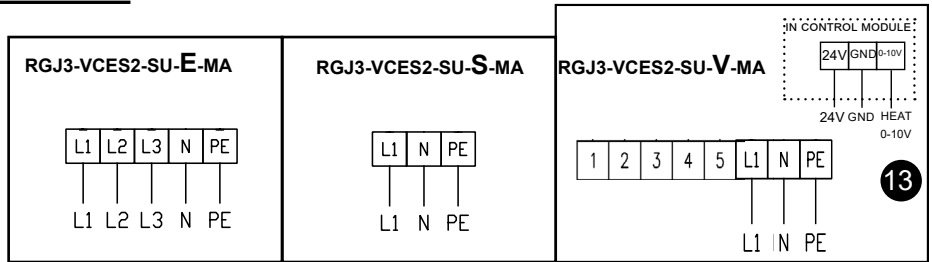 RGJ3-VCES2-SU-E-MA
L1 L2 L3 N PE
L1 L2 L3 N PE
RGJ3-VCES2-SU-S-MA
L1 N PE
L1 N PE
IN CONTROL MODULE
24V GND 0-10V
RGJ3-VCES2-SU-V-MA
24V GND HEAT
0-10V
1 2 3 4 5 L1 N PE
13
L1 N PE